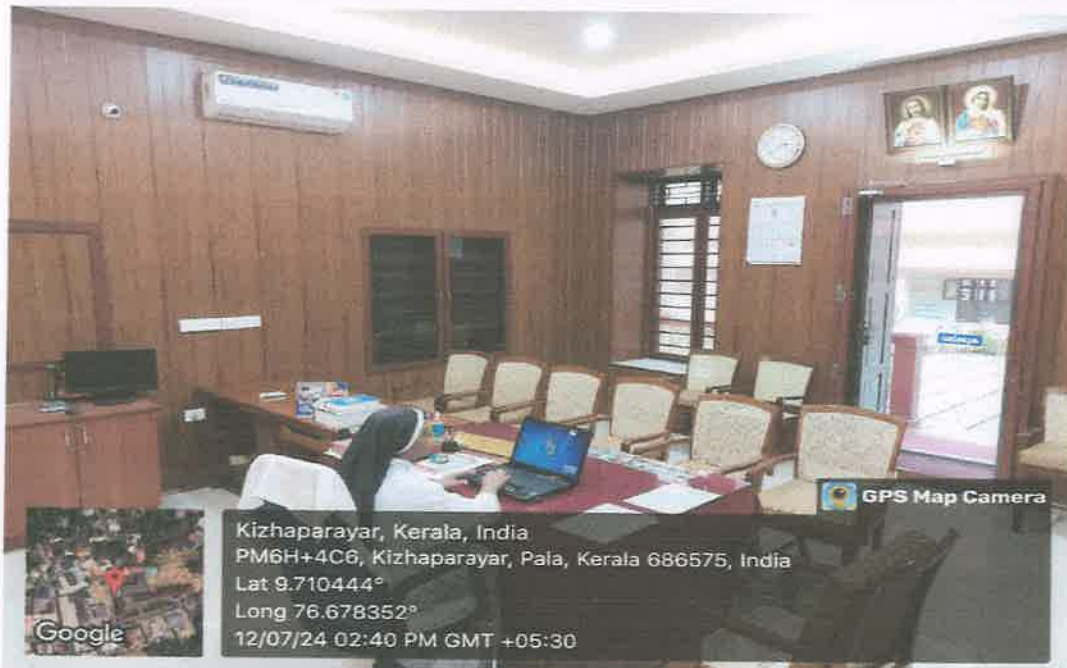 GPS Map Camera
Kizhaparayar, Kerala, India
PM6H+4C6, Kizhaparayar, Pala, Kerala 686575, India
Lat 9.710444°
Long 76.678352°
12/07/24 02:40 PM GMT +05:30
Google